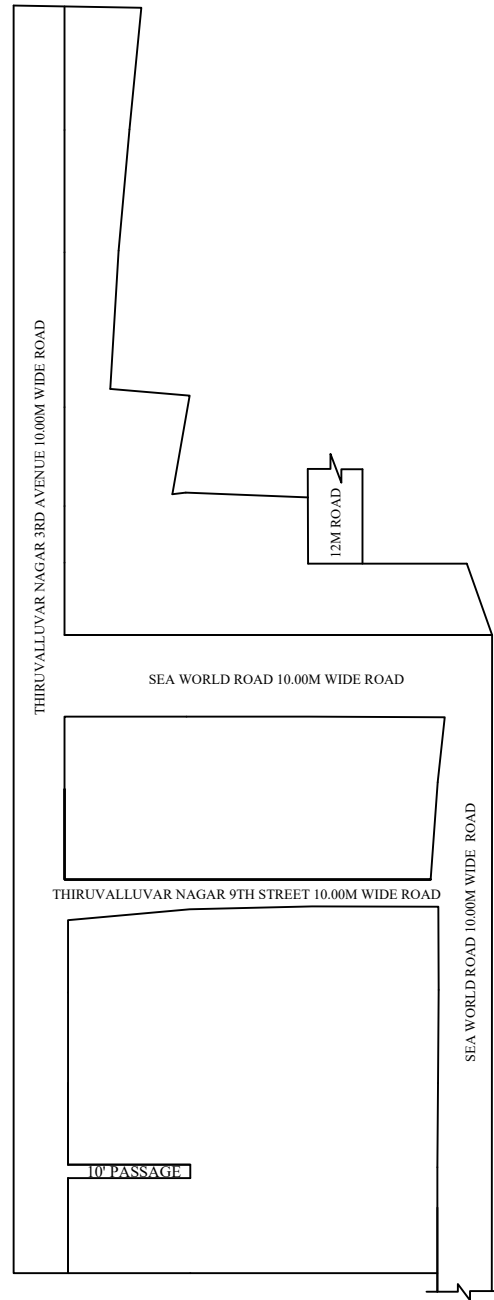 THIRUVALLUVAR NAGAR 3RD AVENUE 10.00M WIDE ROAD
12M ROAD
SEA WORLD ROAD 10.00M WIDE ROAD
THIRUVALLUVAR NAGAR 9TH STREET 10.00M WIDE ROAD
SEA WORLD ROAD 10.00M WIDE ROAD
10' PASSAGE